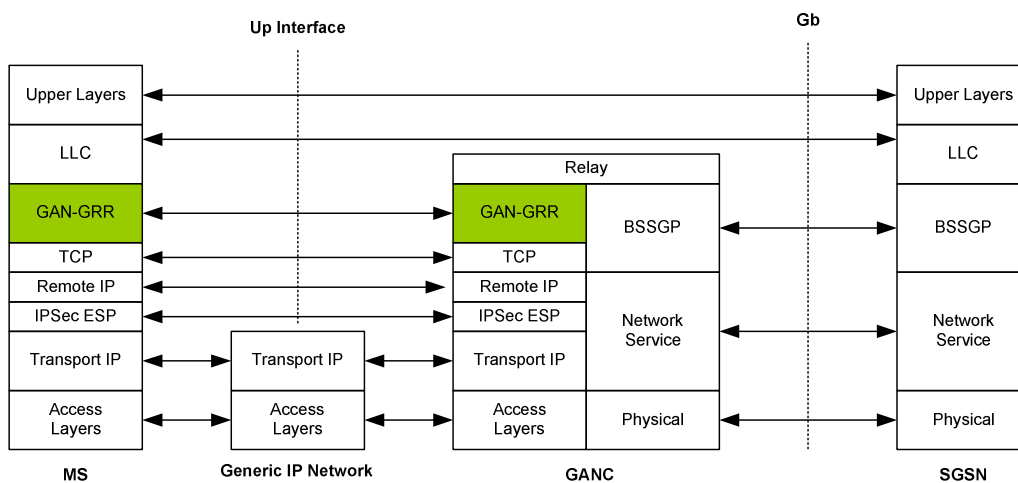 Up Interface
Gb
Upper Layers
Upper Layers
LLC
LLC
Relay
GAN-GRR
GAN-GRR
BSSGP
BSSGP
TCP
TCP
Remote IP
Remote IP
IPSec ESP
IPSec ESP
Network
Service
Network
Service
Transport IP
Transport IP
Transport IP
Access
Layers
Access
Layers
Access
Layers
Physical
Physical
MS
Generic IP Network
GANC
SGSN